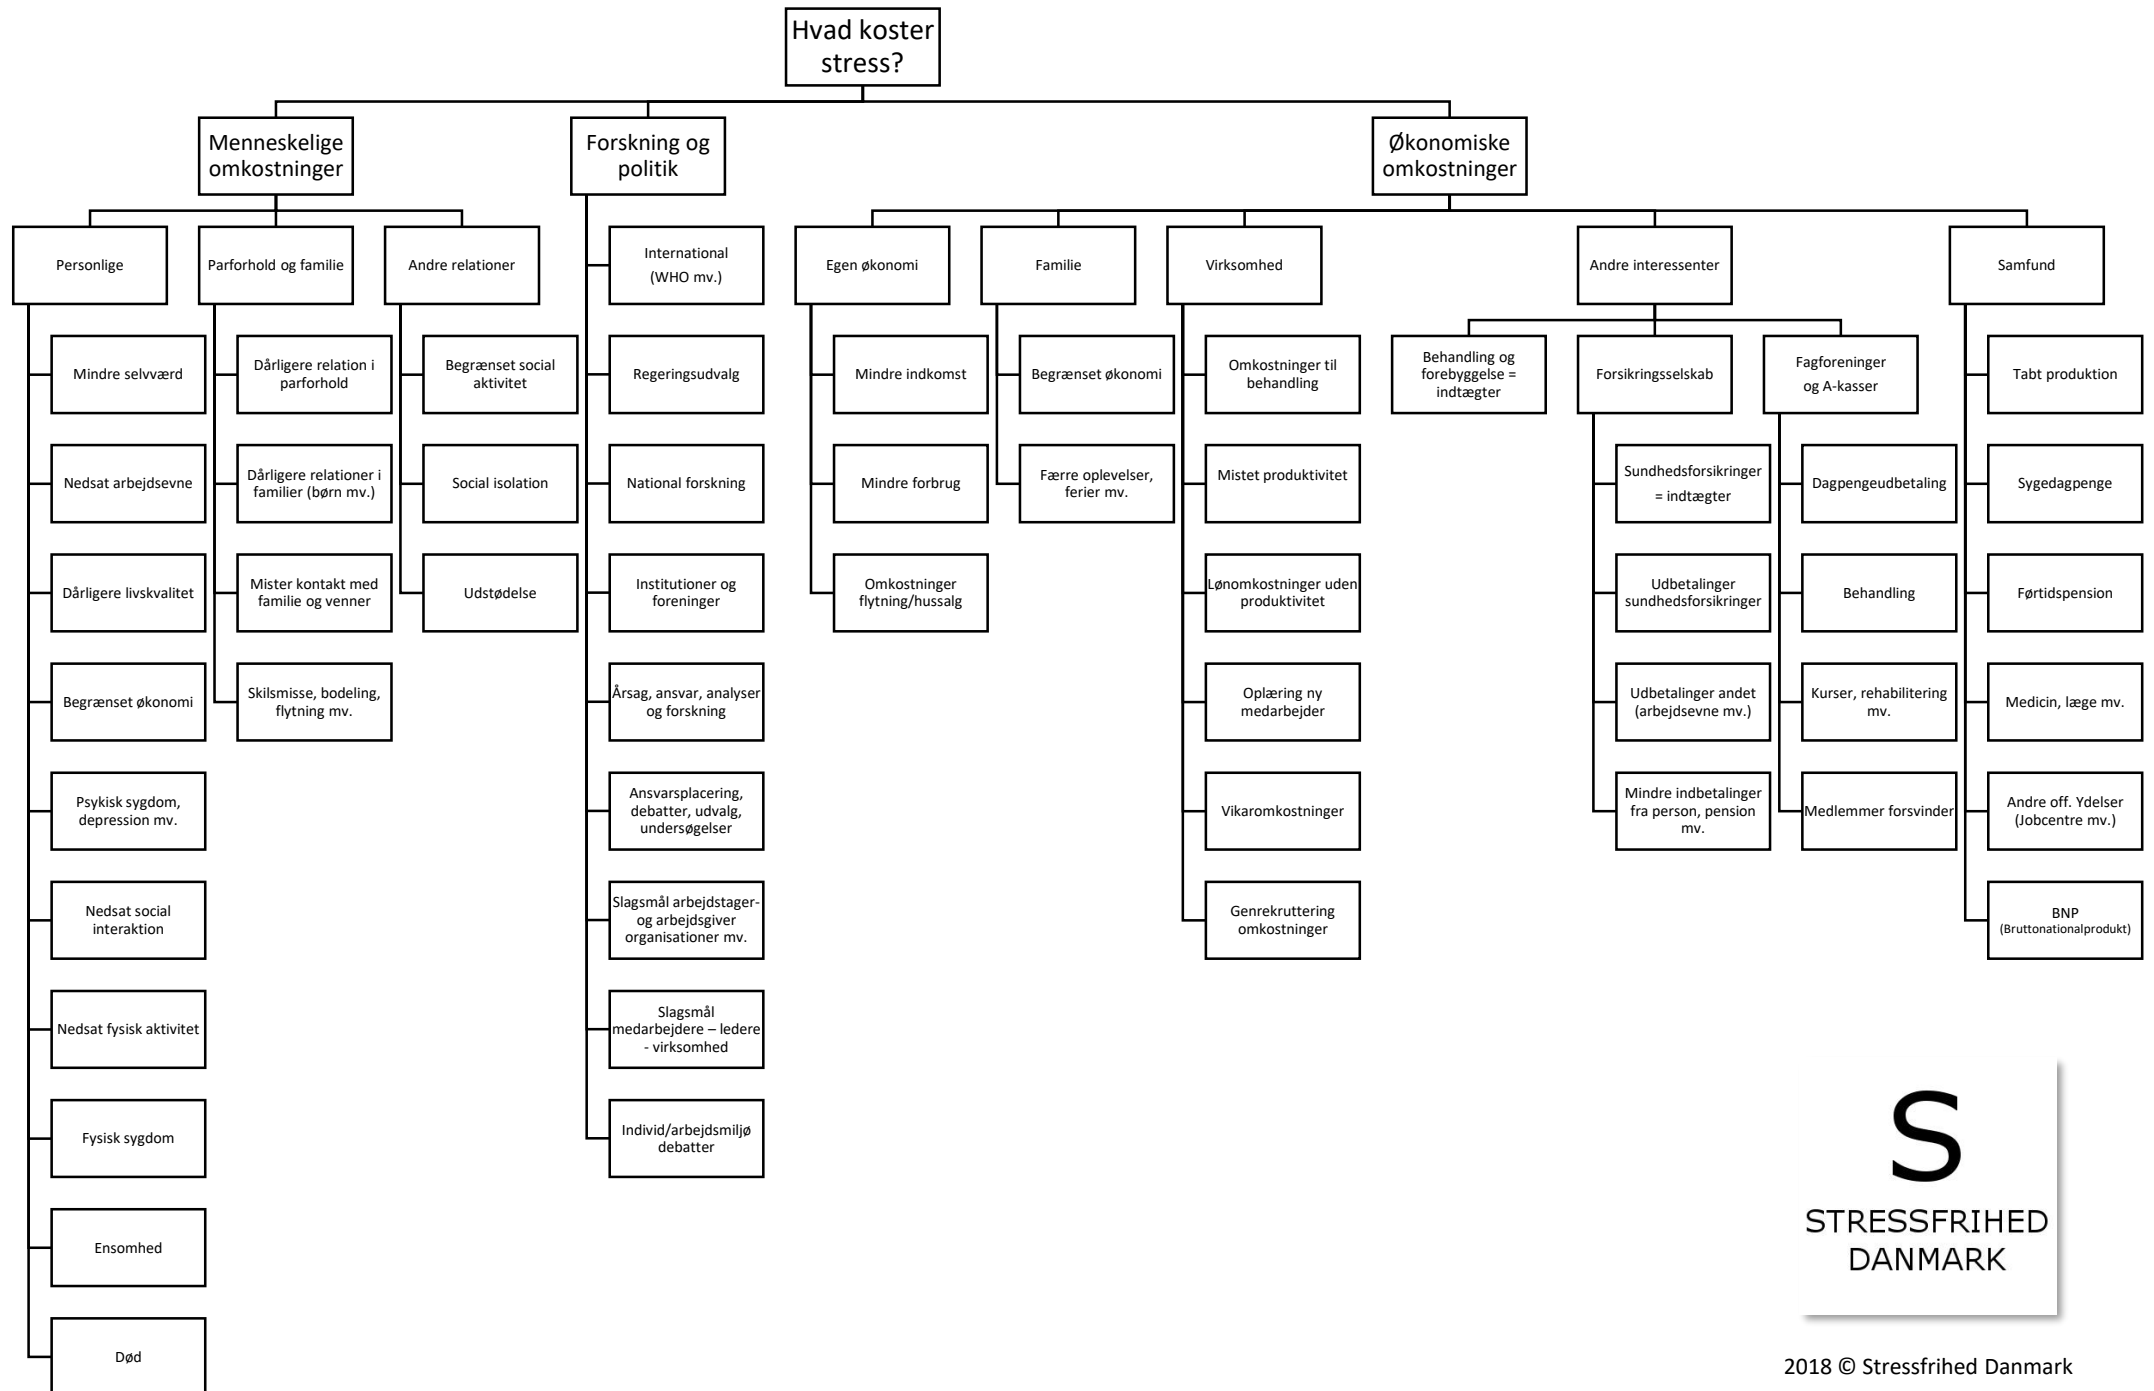 Hvad koster
stress?
Menneskelige
omkostninger
Forskning og
politik
Økonomiske
omkostninger
Personlige
Parforhold og familie
Andre relationer
International
(WHO mv.)
Egen økonomi
Familie
Virksomhed
Andre interessenter
Samfund
Mindre selvværd
Nedsat arbejdsevne
Dårligere livskvalitet
Begrænset økonomi
Psykisk sygdom,
depression mv.
Nedsat social
interaktion
Nedsat fysisk aktivitet
Fysisk sygdom
Ensomhed
Død
Dårligere relation i
parforhold
Dårligere relationer i
familier (børn mv.)
Mister kontakt med
familie og venner
Skilsmisse, bodeling,
flytning mv.
Begrænset social
aktivitet
Social isolation
Udstødelse
Regeringsudvalg
National forskning
Institutioner og
foreninger
Årsag, ansvar, analyser
og forskning
Ansvarsplacering,
debatter, udvalg,
undersøgelser
Slagsmål arbejdstager-
og arbejdsgiver
organisationer mv.
Slagsmål
medarbejdere – ledere
- virksomhed
Individ/arbejdsmiljø
debatter
Mindre indkomst
Mindre forbrug
Omkostninger
flytning/hussalg
Begrænset økonomi
Færre oplevelser,
ferier mv.
Omkostninger til
behandling
Mistet produktivitet
Lønomkostninger uden
produktivitet
Oplæring ny
medarbejder
Vikaromkostninger
Genrekruttering
omkostninger
Behandling og
forebyggelse =
indtægter
Forsikringsselskab
Sundhedsforsikringer
= indtægter
Udbetalinger
sundhedsforsikringer
Udbetalinger andet
(arbejdsevne mv.)
Mindre indbetalinger
fra person, pension
mv.
Fagforeninger
og A-kasser
Dagpengeudbetaling
Behandling
Kurser, rehabilitering
mv.
Medlemmer forsvinder
Tabt produktion
Sygedagpenge
Førtidspension
Medicin, læge mv.
Andre off. Ydelser
(Jobcentre mv.)
BNP
(Bruttonationalprodukt)
S
STRESSFRIHED
DANMARK
2018 © Stressfrihed Danmark